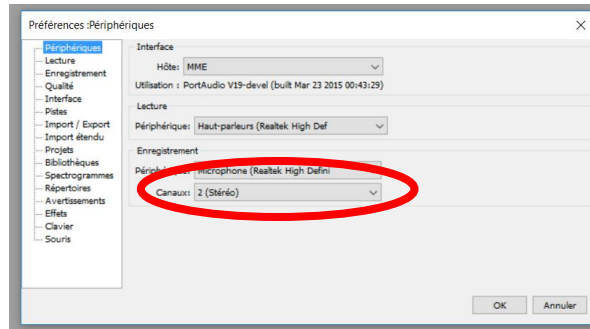 Préférences :Périphériques
Périphériques
Lecture
Enregistrement
Qualité
Interface
Pistes
Import / Export
Import étendu
Projets
Bibliothèques
Spectrogrammes
Répertoires
Avertissements
Effets
Clavier
Souris
Interface
Hôte: MME
Utilisation : PortAudio V19-devel (built Mar 23 2015 00:43:29)
Lecture
Périphérique: Haut-parleurs (Realtek High Def
Enregistrement
Périphérique: Microphone (Realtek High Defini
Canaux: 2 (Stéréo)
OK Annuler